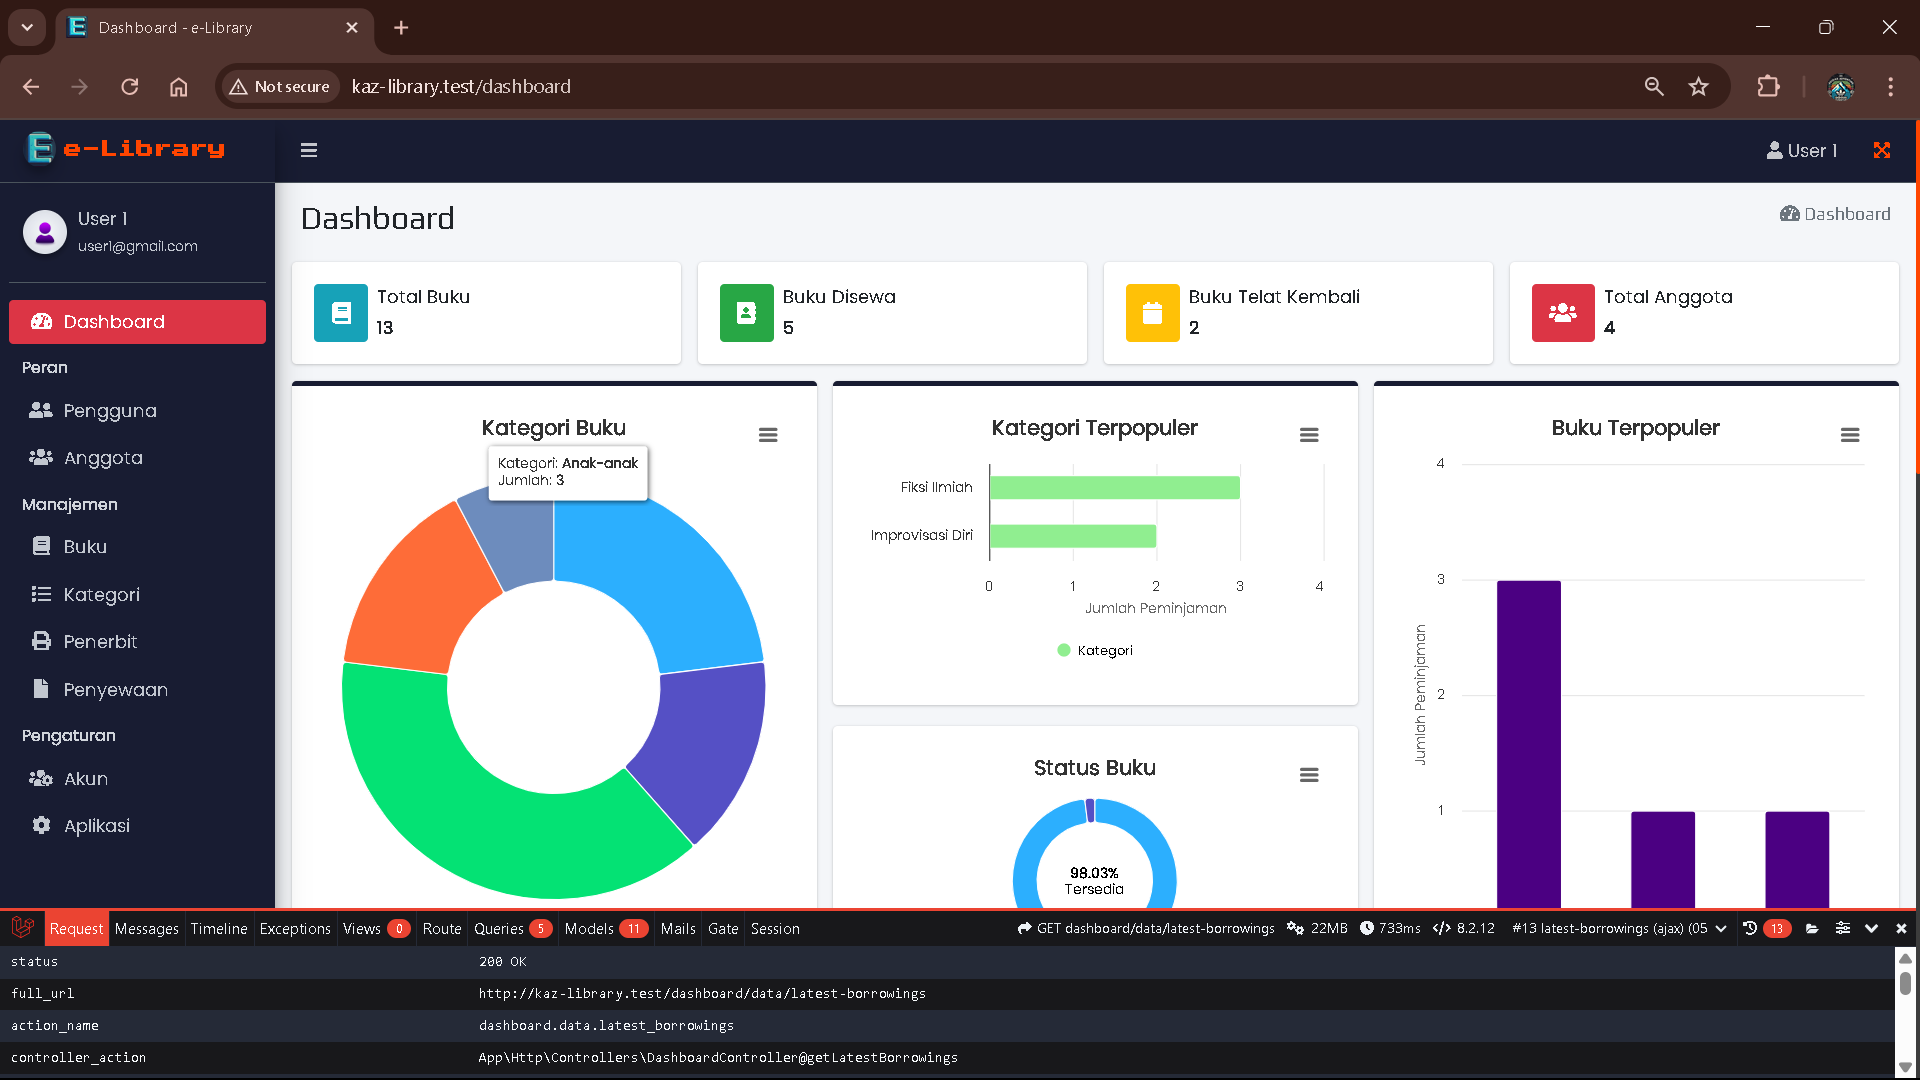 Dashboard - e-Library
Not secure
kaz-library.test/dashboard
e-Library
User 1
User 1
user1@gmail.com
Dashboard
Peran
Pengguna
Anggota
Manajemen
Buku
Kategori
Penerbit
Penyewaan
Pengaturan
Akun
Aplikasi
Dashboard
Dashboard
Total Buku
13
Buku Disewa
5
Buku Telat Kembali
2
Total Anggota
4
Kategori Buku
Kategori: Anak-anak
Jumlah: 3
Kategori Terpopuler
Fiksi Ilmiah
Improvisasi Diri
0 1 2 3 4
Jumlah Peminjaman
Kategori
Status Buku
98.03%
Tersedia
Buku Terpopuler
4
3
2
1
Jumlah Peminjaman
Request Messages Timeline Exceptions Views 0 Route Queries 5 Models 11 Mails Gate Session GET dashboard/data/latest-borrowings 22MB 733ms 8.2.12 #13 latest-borrowings (ajax) (05 13
status 200 OK
full_url http://kaz-library.test/dashboard/data/latest-borrowings
action_name dashboard.data.latest_borrowings
controller_action App\Http\Controllers\DashboardController@getLatestBorrowings